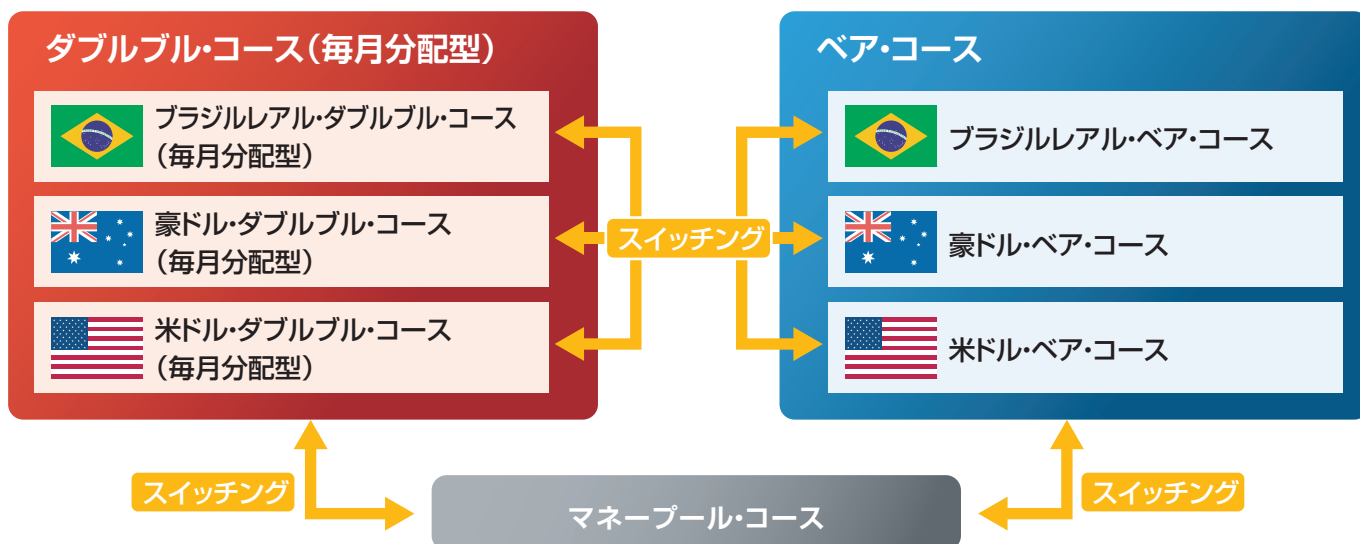 ダブルブル・コース(毎月分配型)
ブラジルレアル・ダブルブル・コース
(毎月分配型)
豪ドル・ダブルブル・コース
(毎月分配型)
米ドル・ダブルブル・コース
(毎月分配型)
スイッチング
ベア・コース
ブラジルレアル・ベア・コース
豪ドル・ベア・コース
米ドル・ベア・コース
スイッチング
マネープール・コース
スイッチング